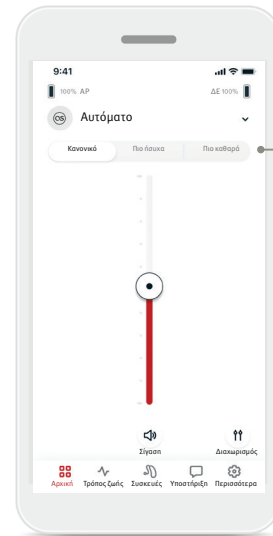 9:41
100% ΑΡ ΔΕ 100%
OS Αυτόματο
Κανονικό Πιο ήσυχα Πιο καθαρά
Σίγαση Διαχωρισμός
Αρχική Τρόπος ζωής Συσκευές Υποστήριξη Περισσότερα